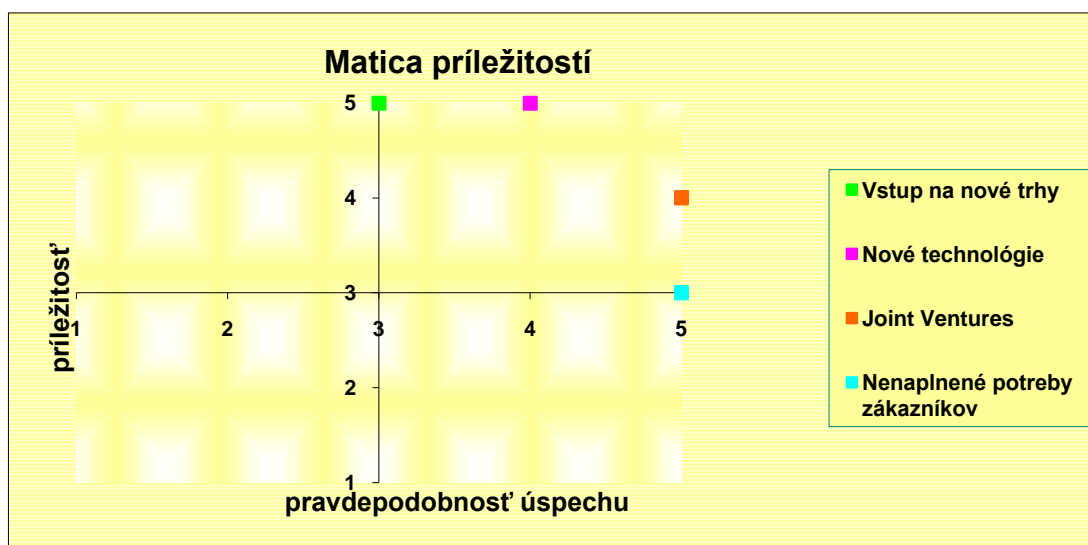 Matica príležitostí
5
4
3
2
1
1
2
3
4
5
príležitosť
pravdepodobnosť úspechu
Vstup na nové trhy
Nové technológie
Joint Ventures
Nenaplnené potreby
zákazníkov